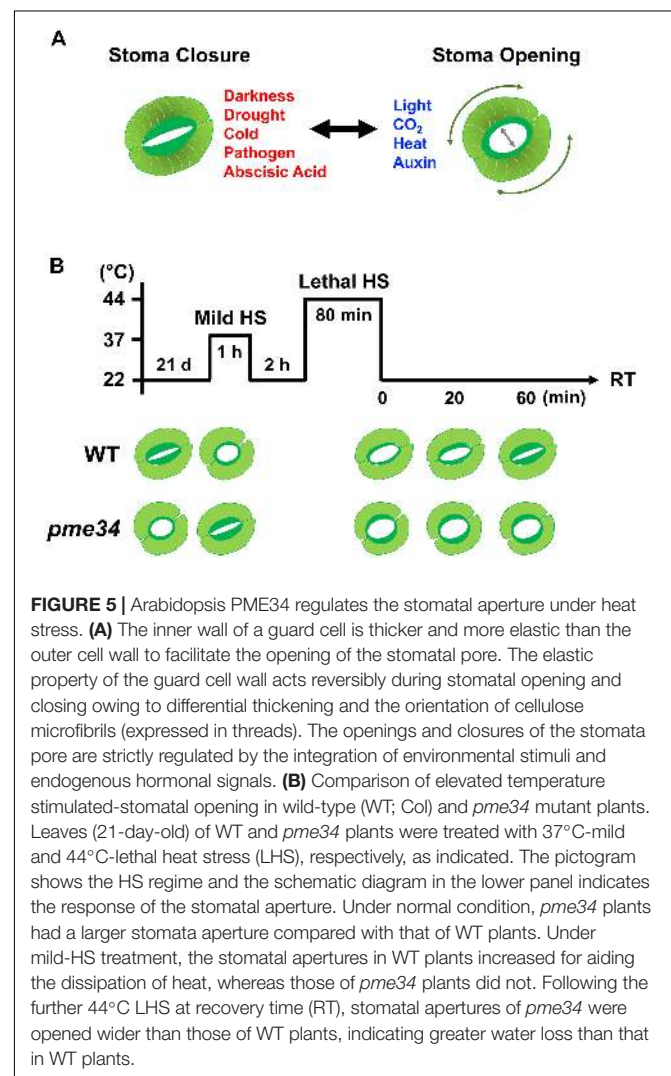 A
Stoma Closure
Stoma Opening
Darkness
Drought
Cold
Pathogen
Abscisic Acid
Light
CO₂
Heat
Auxin
B
(°C)
44
37
22
21 d
Mild HS
1 h
2 h
Lethal HS
80 min
RT
0 20 60 (min)
WT
pme34
FIGURE 5 | Arabidopsis PME34 regulates the stomatal aperture under heat
stress. (A) The inner wall of a guard cell is thicker and more elastic than the
outer cell wall to facilitate the opening of the stomatal pore. The elastic
property of the guard cell wall acts reversibly during stomatal opening and
closing owing to differential thickening and the orientation of cellulose
microfibrils (expressed in threads). The openings and closures of the stomata
pore are strictly regulated by the integration of environmental stimuli and
endogenous hormonal signals. (B) Comparison of elevated temperature
stimulated-stomatal opening in wild-type (WT; Col) and pme34 mutant plants.
Leaves (21-day-old) of WT and pme34 plants were treated with 37°C-mild
and 44°C-lethal heat stress (LHS), respectively, as indicated. The pictogram
shows the HS regime and the schematic diagram in the lower panel indicates
the response of the stomatal aperture. Under normal condition, pme34 plants
had a larger stomata aperture compared with that of WT plants. Under
mild-HS treatment, the stomatal apertures in WT plants increased for aiding
the dissipation of heat, whereas those of pme34 plants did not. Following the
further 44°C LHS at recovery time (RT), stomatal apertures of pme34 were
opened wider than those of WT plants, indicating greater water loss than that
in WT plants.